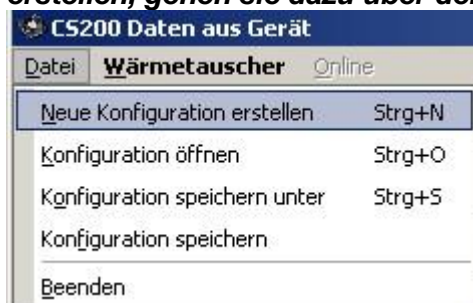 erstellen, gehen sie dazu über de
CS200 Daten aus Gerät
Datei Wärmetauscher Online
Neue Konfiguration erstellen Strg+N
Konfiguration öffnen Strg+O
Konfiguration speichern unter Strg+S
Konfiguration speichern
Beenden